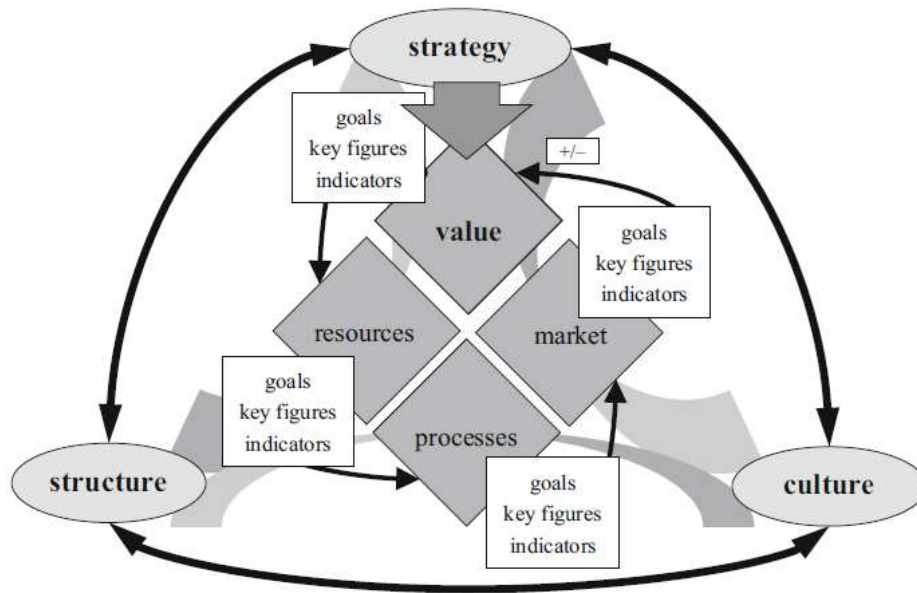 strategy
goals
key figures
indicators
+/–
value
goals
key figures
indicators
resources
market
goals
key figures
indicators
processes
structure
goals
key figures
indicators
culture